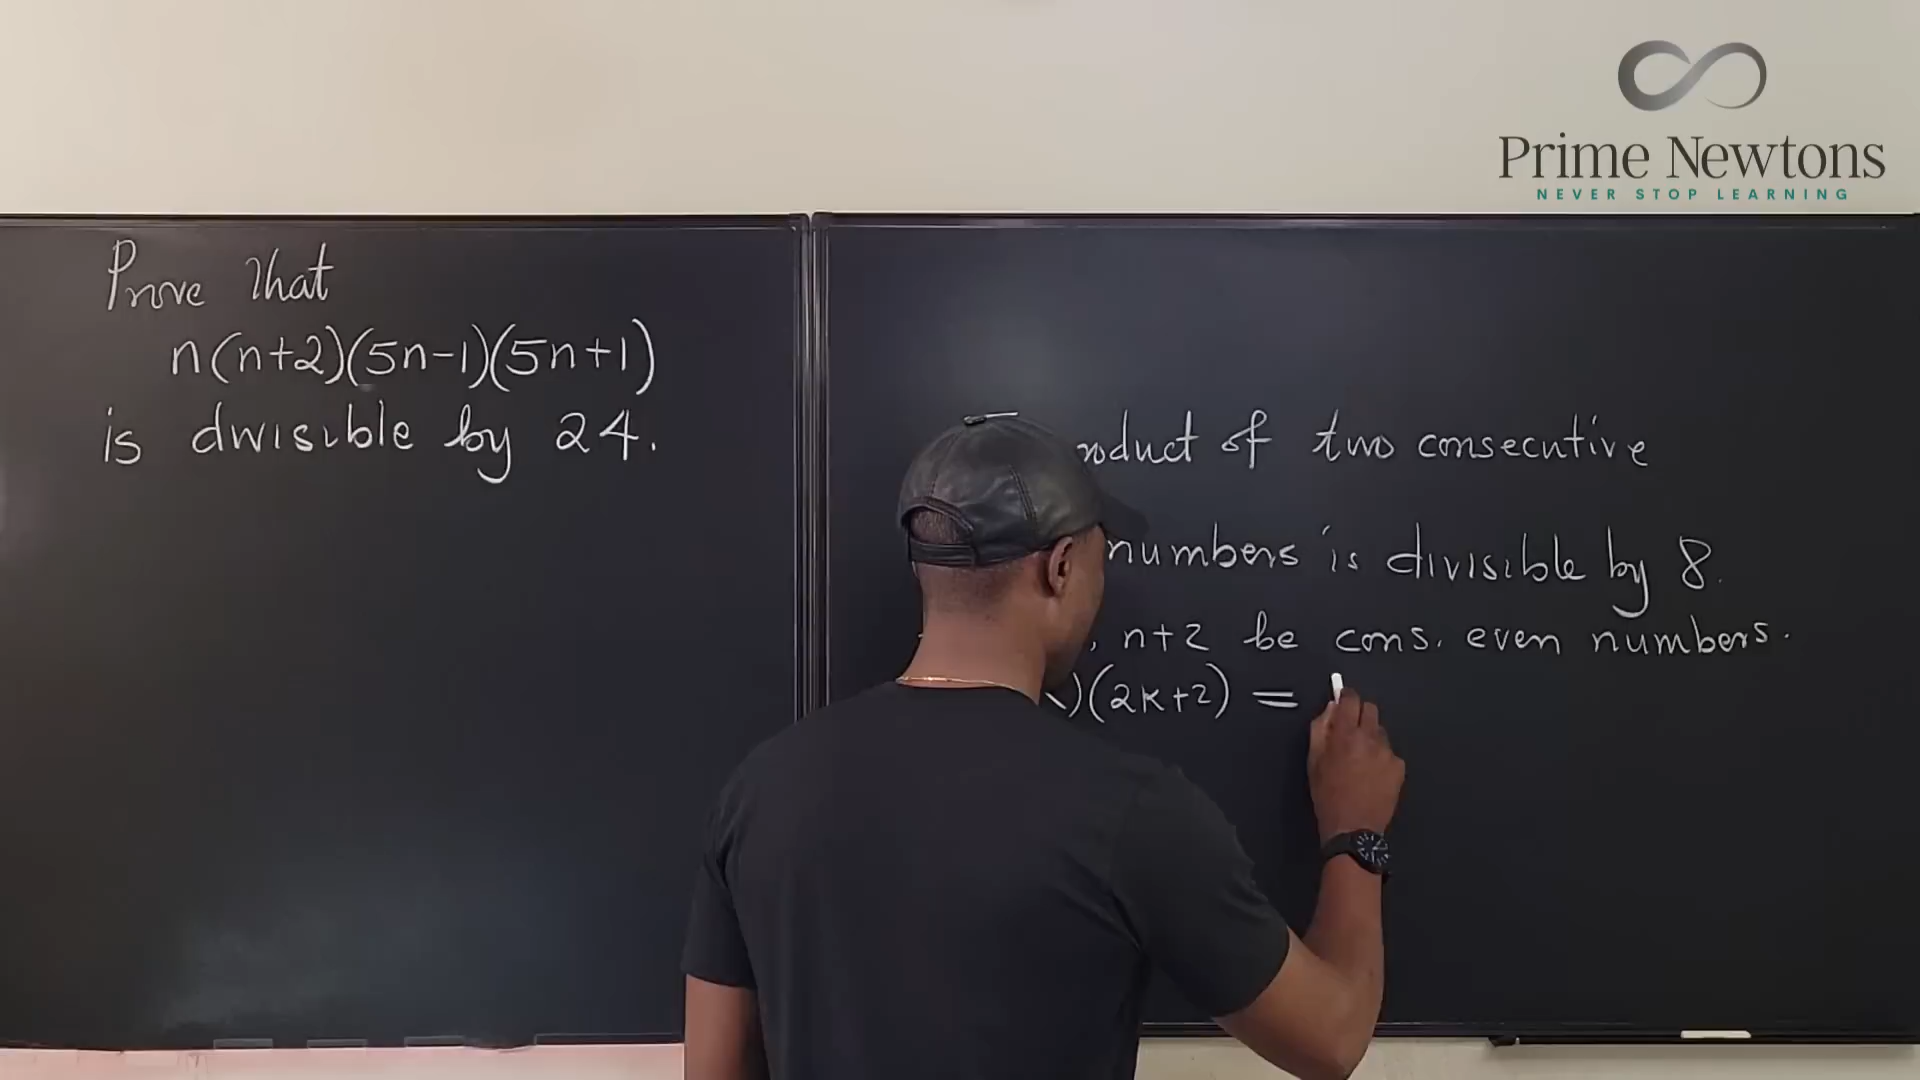 Prime Newtons
NEVER STOP LEARNING
Prove that
n(n+2)(5n-1)(5n+1)
is divisible by 24.
oduct of two consecutive
numbers is divisible by 8.
, n+2 be cons. even numbers.
)(2k+2) =